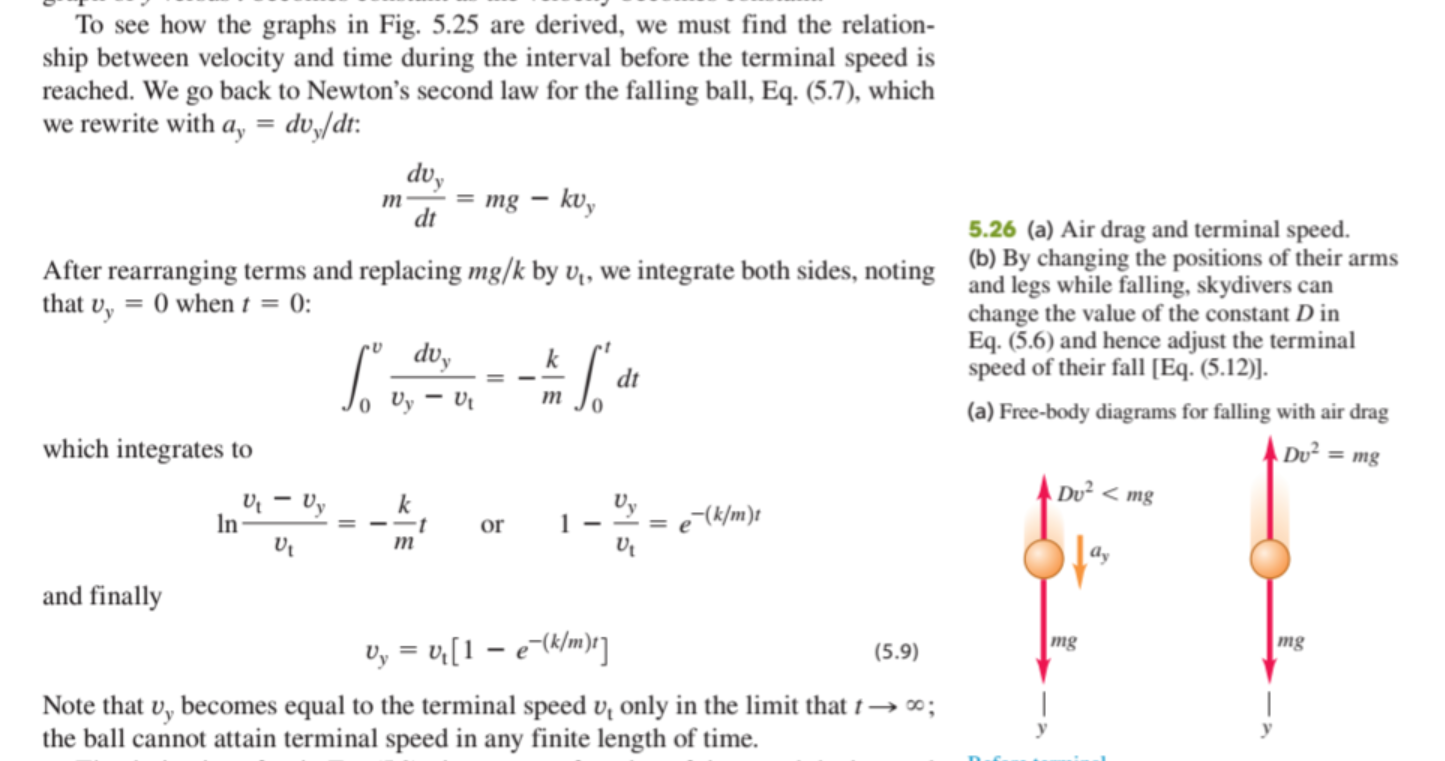 To see how the graphs in Fig. 5.25 are derived, we must find the relation-
ship between velocity and time during the interval before the terminal speed is
reached. We go back to Newton's second law for the falling ball, Eq. (5.7), which
we rewrite with a_y = dv_y/dt:
m dv_y/dt = mg − kv_y
After rearranging terms and replacing mg/k by v_t, we integrate both sides, noting
that v_y = 0 when t = 0:
∫_0^v dv_y/(v_y − v_t) = −k/m ∫_0^t dt
which integrates to
ln (v_t − v_y)/v_t = −k/m t or 1 − v_y/v_t = e^−(k/m)t
and finally
v_y = v_t[1 − e^−(k/m)t] (5.9)
Note that v_y becomes equal to the terminal speed v_t only in the limit that t → ∞;
the ball cannot attain terminal speed in any finite length of time.
5.26 (a) Air drag and terminal speed.
(b) By changing the positions of their arms
and legs while falling, skydivers can
change the value of the constant D in
Eq. (5.6) and hence adjust the terminal
speed of their fall [Eq. (5.12)].
(a) Free-body diagrams for falling with air drag
Dv² < mg
a_y
mg
y
Dv² = mg
mg
y